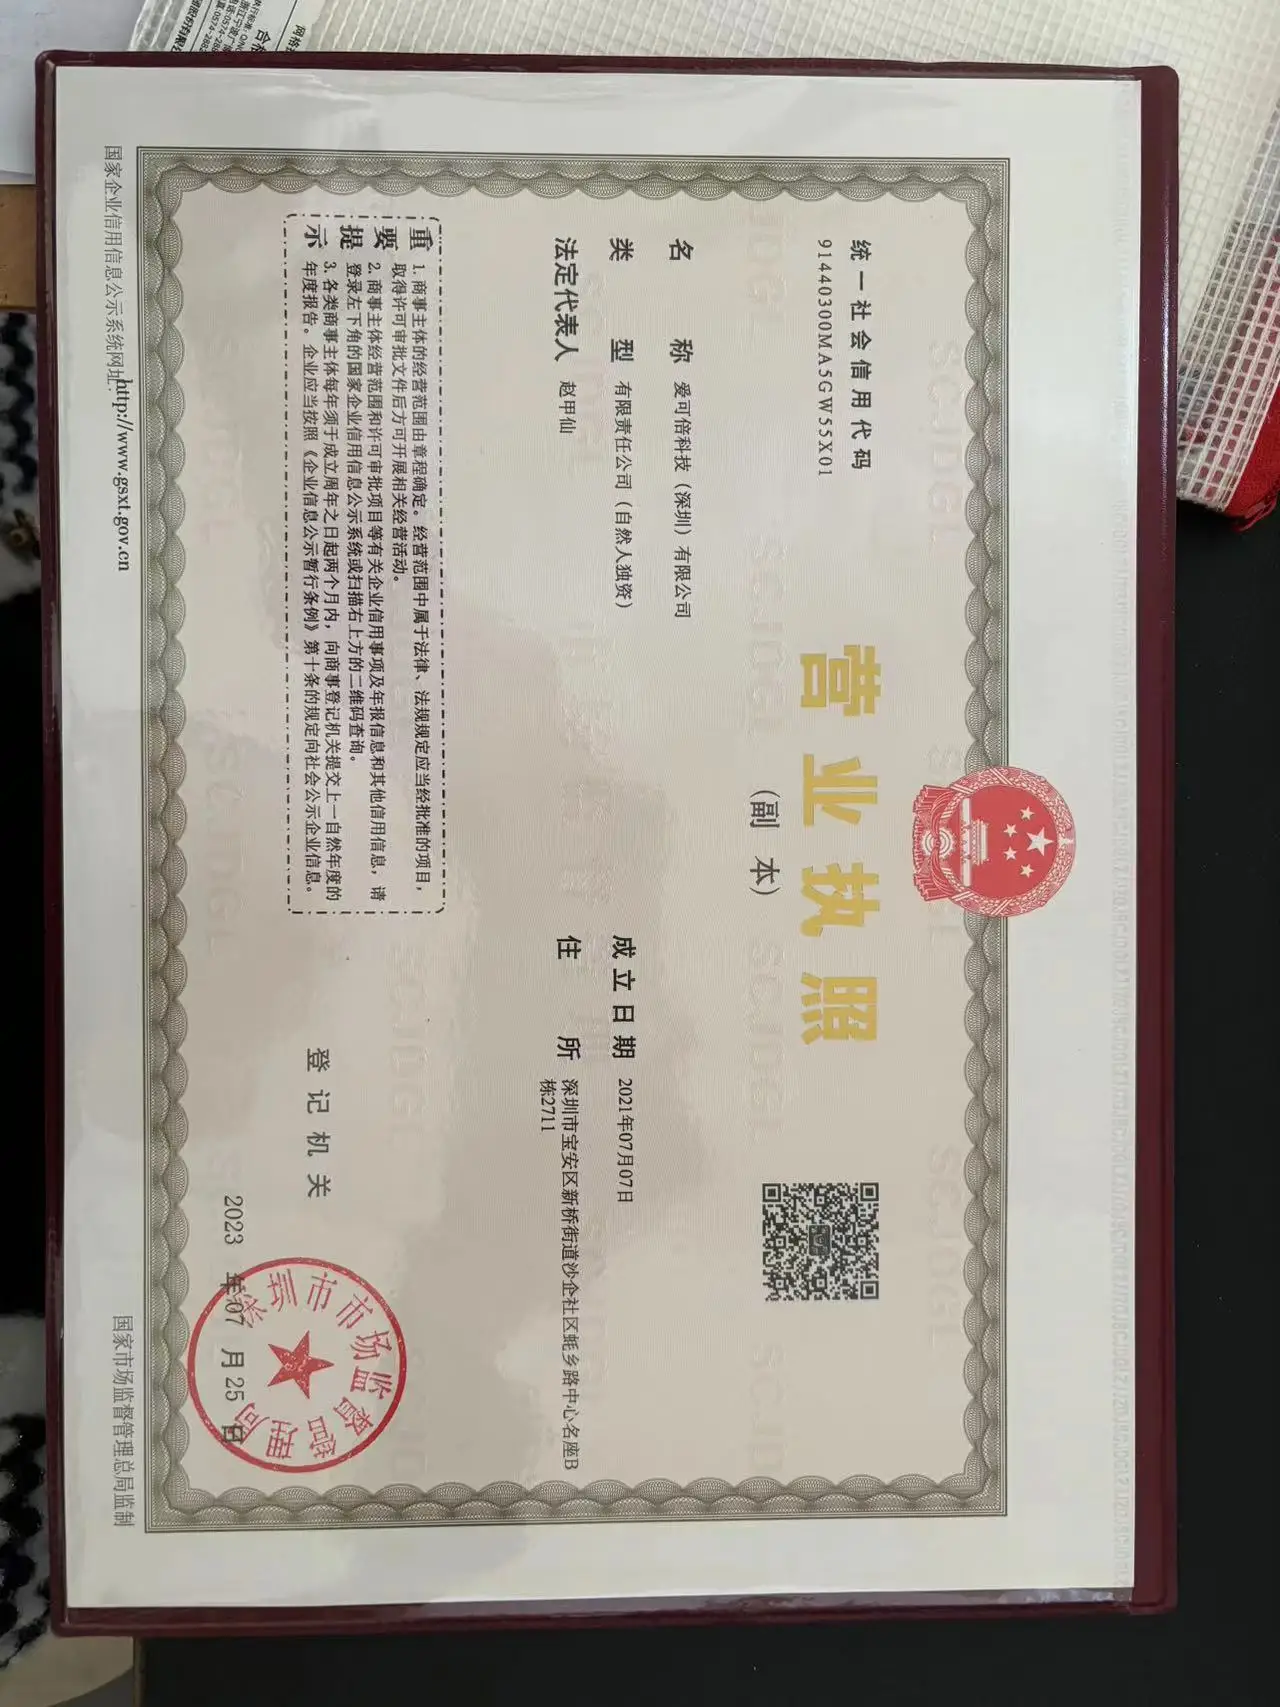 统一社会信用代码
91440300MA5GW55X01
营业执照
(副 本)
名 称 爱可倍科技（深圳）有限公司
类 型 有限责任公司（自然人独资）
法定代表人 赵甲仙
成立日期 2021年07月07日
住 所 深圳市宝安区新桥街道沙企社区蚝乡路中心名座B
栋2711
重要提示
1. 商事主体的经营范围由章程确定。经营范围中属于法律、法规规定应当经批准的项目，
取得许可审批文件后方可开展相关经营活动。
2. 商事主体经营范围和许可审批项目等有关企业信用事项及年报信息和其他信用信息，请
登录左下角的国家企业信用信息公示系统或扫描右上方的二维码查询。
3. 各类商事主体每年须于成立周年之日起两个月内，向商事登记机关提交上一自然年度的
年度报告。企业应当按照《企业信息公示暂行条例》第十条的规定向社会公示企业信息。
登 记 机 关
深圳市市场监督管理局
2023 年 07 月 25 日
国家企业信用信息公示系统网址:http://www.gsxt.gov.cn
国家市场监督管理总局监制